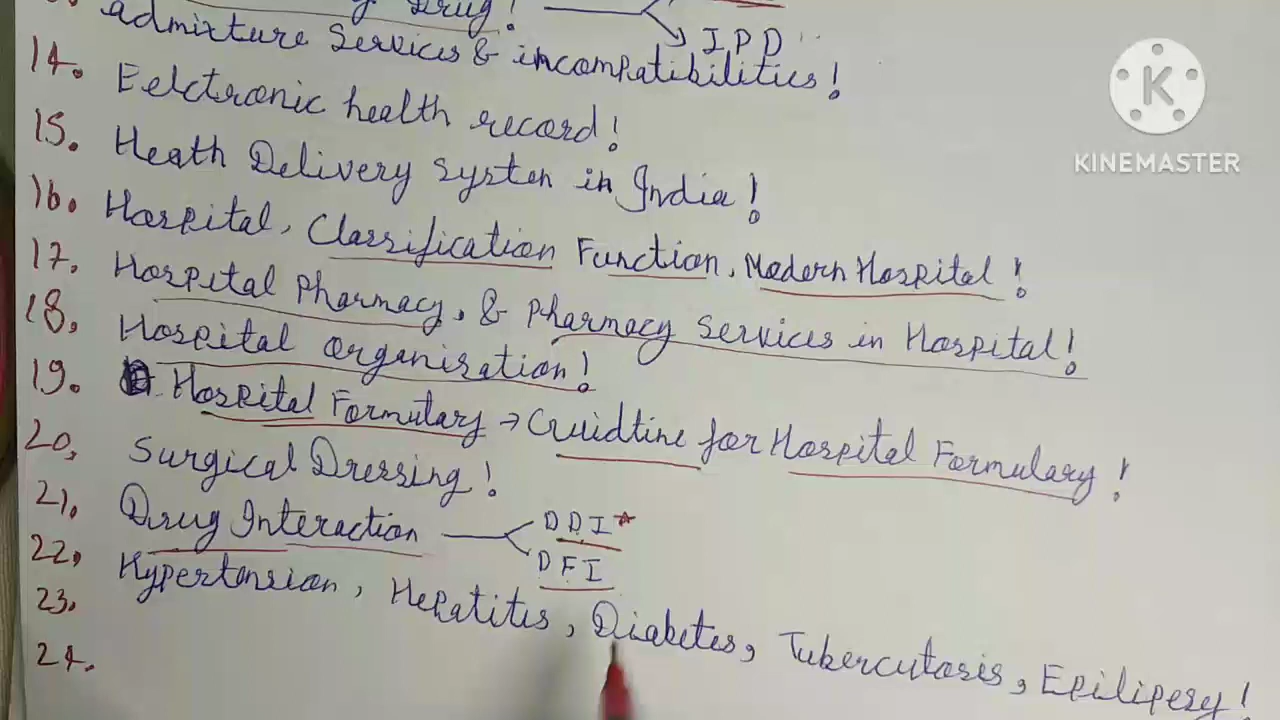 Drug!
IPD
admixture Services & incompatibilities!
14. Eelctronic health record!
15. Heath Delivery System in India!
16. Hospital, Classification Function, Modern Hospital!
17. Hospital Pharmacy, & Pharmacy Services in Hospital!
18. Hospital organisation!
19. Hospital Formulary → Guidline for Hospital Formulary!
20. Surgical Dressing!
21. Drug Interaction
DDI*
DFI
22. Hypertension, Hepatitis, Diabetes, Tuberculosis, Epilipesy!
23.
24.
K
KINEMASTER